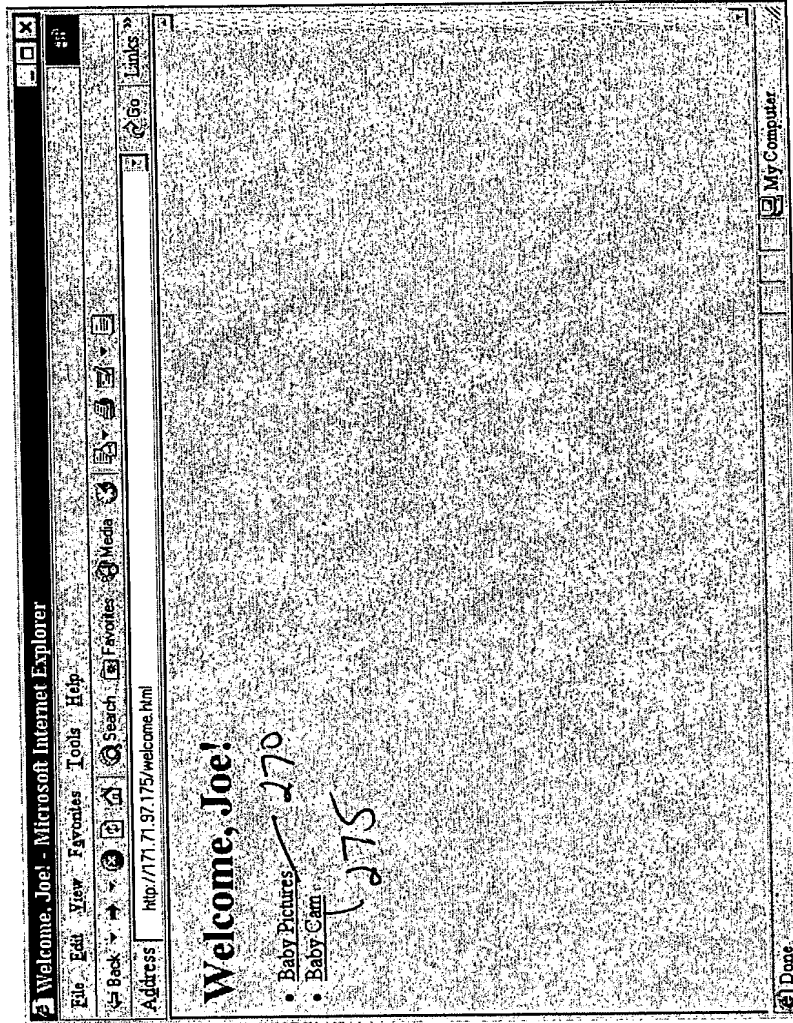 Welcome, Joe! - Microsoft Internet Explorer
File Edit View Favorites Tools Help
Back Search Favorites Media
Address http://171.71.97.175/welcome.html Go Links »
Welcome, Joe!
• Baby Pictures 270
• Baby Cam 275
Done My Computer